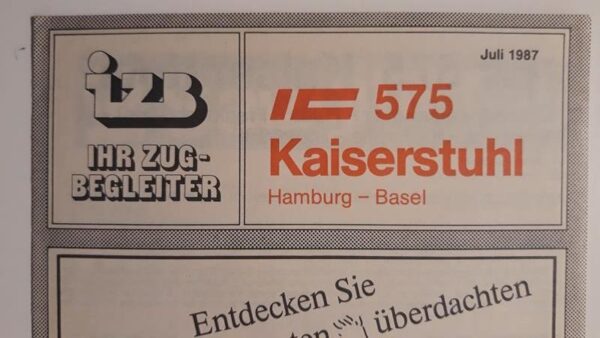 izb
IHR ZUG-
BEGLEITER
Juli 1987
IC 575
Kaiserstuhl
Hamburg – Basel
Entdecken Sie
überdachten